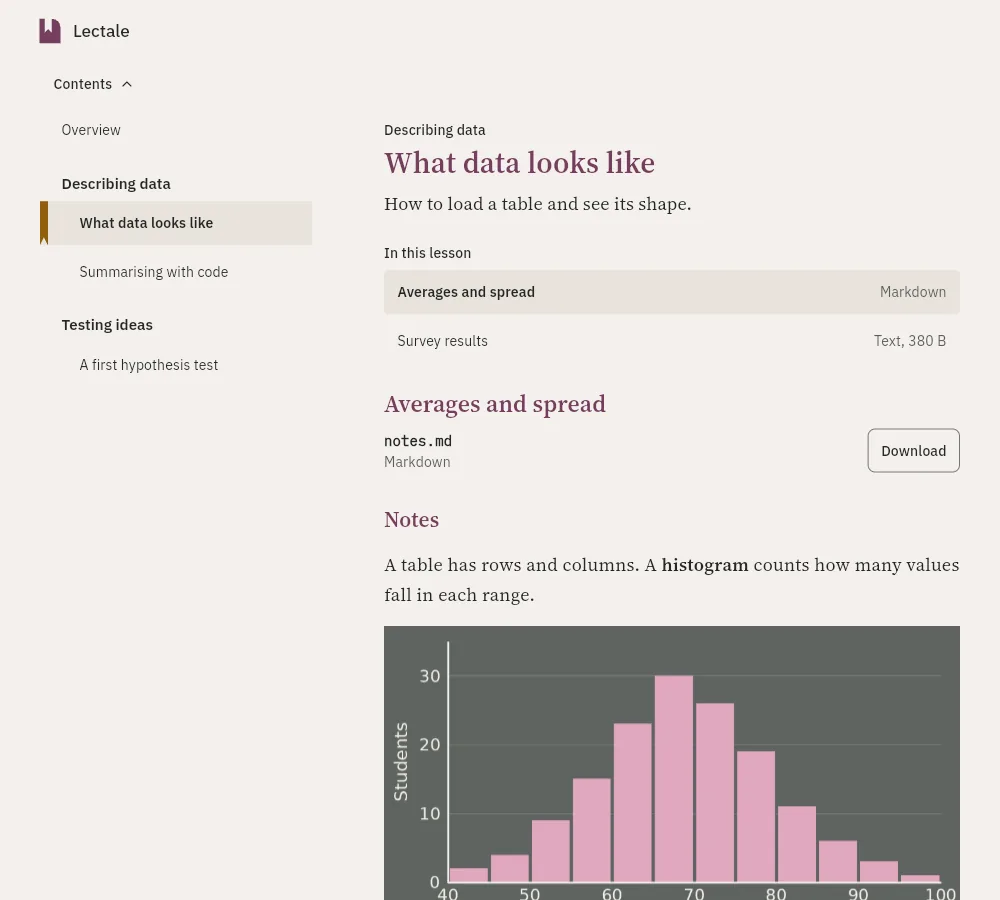 Lectale
Contents
Overview
Describing data
What data looks like
Summarising with code
Testing ideas
A first hypothesis test
Describing data
What data looks like
How to load a table and see its shape.
In this lesson
Averages and spread Markdown
Survey results Text, 380 B
Averages and spread
notes.md
Markdown
Download
Notes
A table has rows and columns. A histogram counts how many values
fall in each range.
Students
30
20
10
0
40 50 60 70 80 90 100